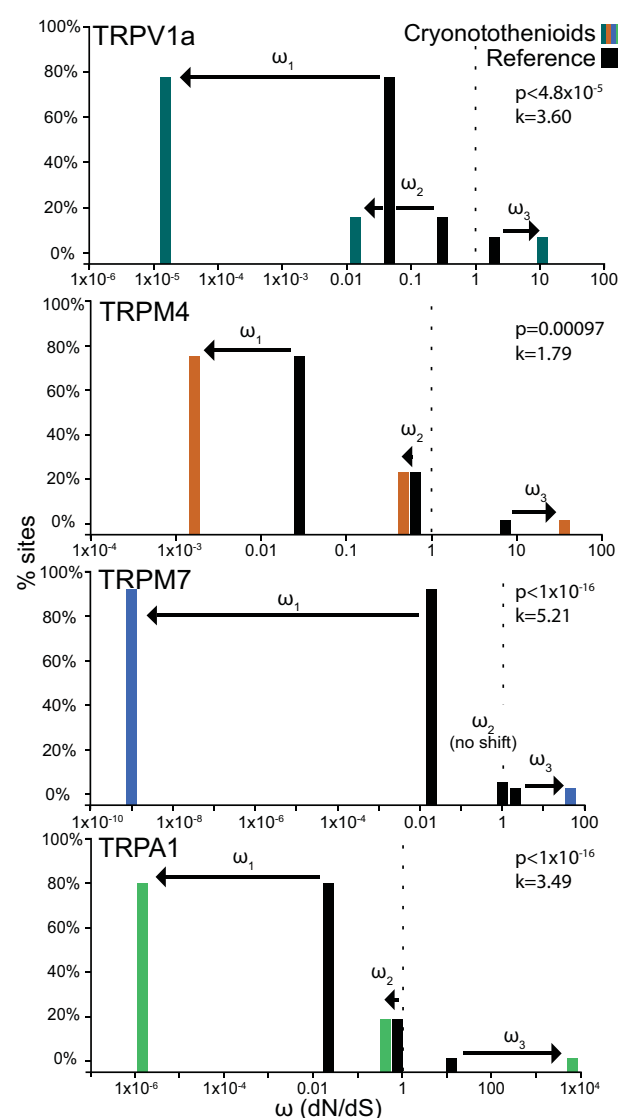 TRPV1a
Cryonotothenioids
Reference
p<4.8x10⁻⁵
k=3.60
ω₁
ω₂
ω₃
100%
80%
60%
40%
20%
0%
1x10⁻⁶ 1x10⁻⁵ 1x10⁻⁴ 1x10⁻³ 0.01 0.1 1 10 100
TRPM4
p=0.00097
k=1.79
ω₁
ω₂
ω₃
100%
80%
60%
40%
20%
0%
1x10⁻⁴ 1x10⁻³ 0.01 0.1 1 10 100
% sites
TRPM7
p<1x10⁻¹⁶
k=5.21
ω₁
ω₂
(no shift)
ω₃
100%
80%
60%
40%
20%
0%
1x10⁻¹⁰ 1x10⁻⁸ 1x10⁻⁶ 1x10⁻⁴ 0.01 1 100
TRPA1
p<1x10⁻¹⁶
k=3.49
ω₁
ω₂
ω₃
100%
80%
60%
40%
20%
0%
1x10⁻⁶ 1x10⁻⁴ 0.01 1 100 1x10⁴
ω (dN/dS)